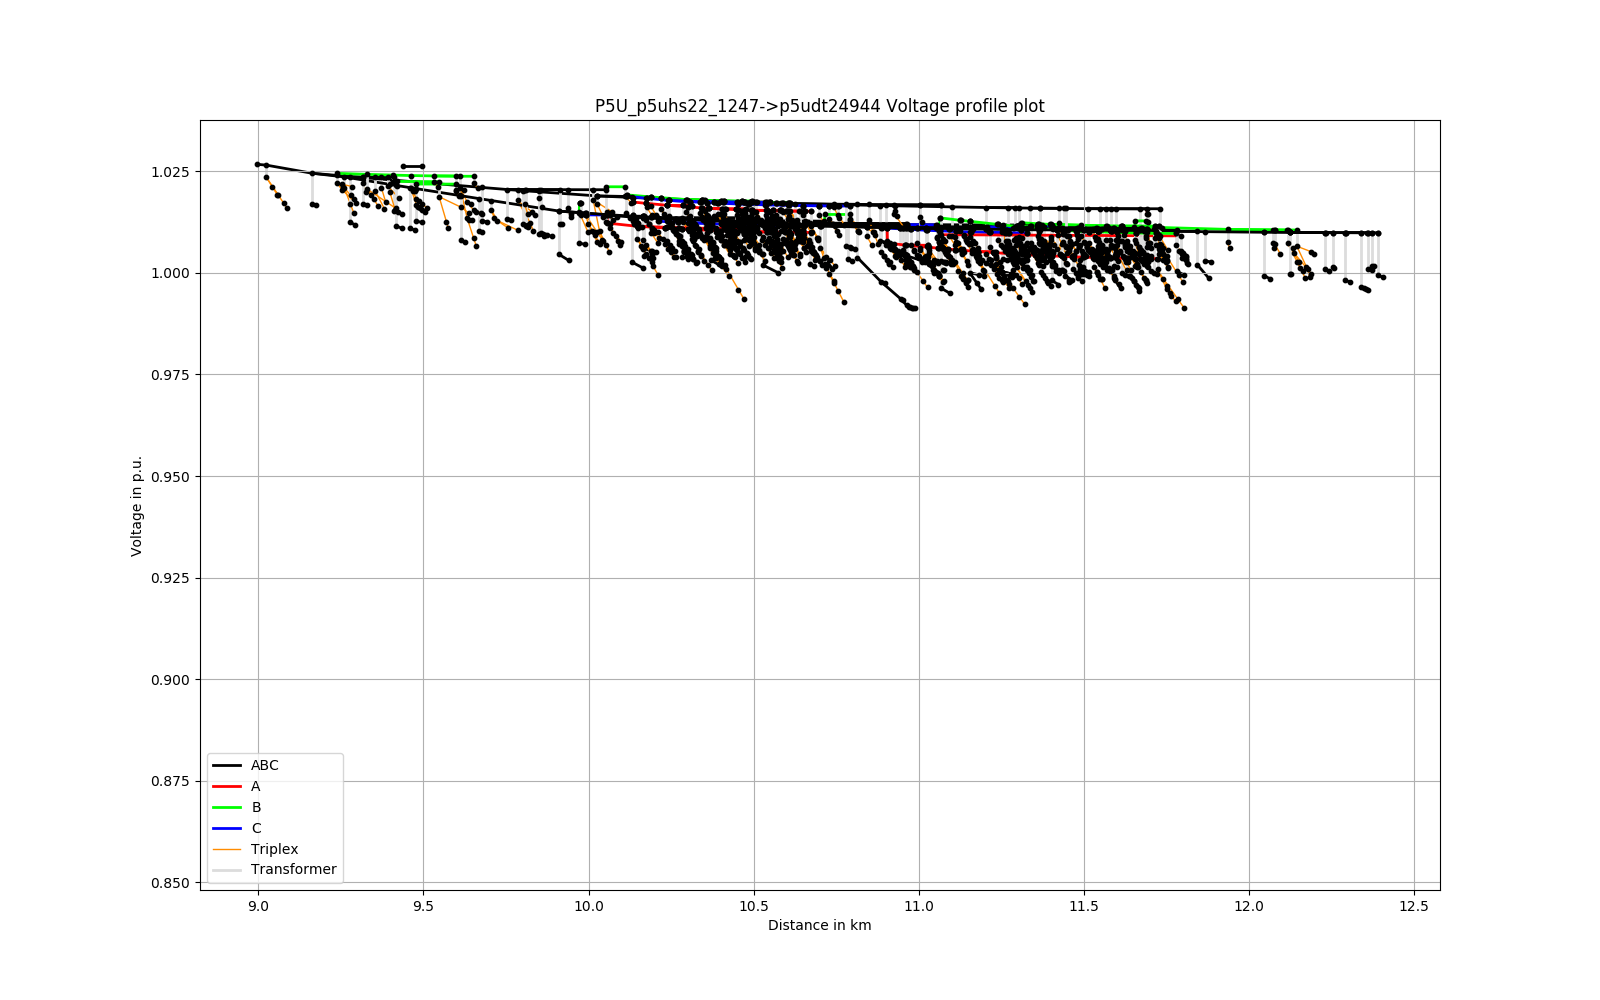 P5U_p5uhs22_1247->p5udt24944 Voltage profile plot
1.025
1.000
0.975
0.950
0.925
0.900
0.875
0.850
Voltage in p.u.
ABC
A
B
C
Triplex
Transformer
9.0 9.5 10.0 10.5 11.0 11.5 12.0 12.5
Distance in km